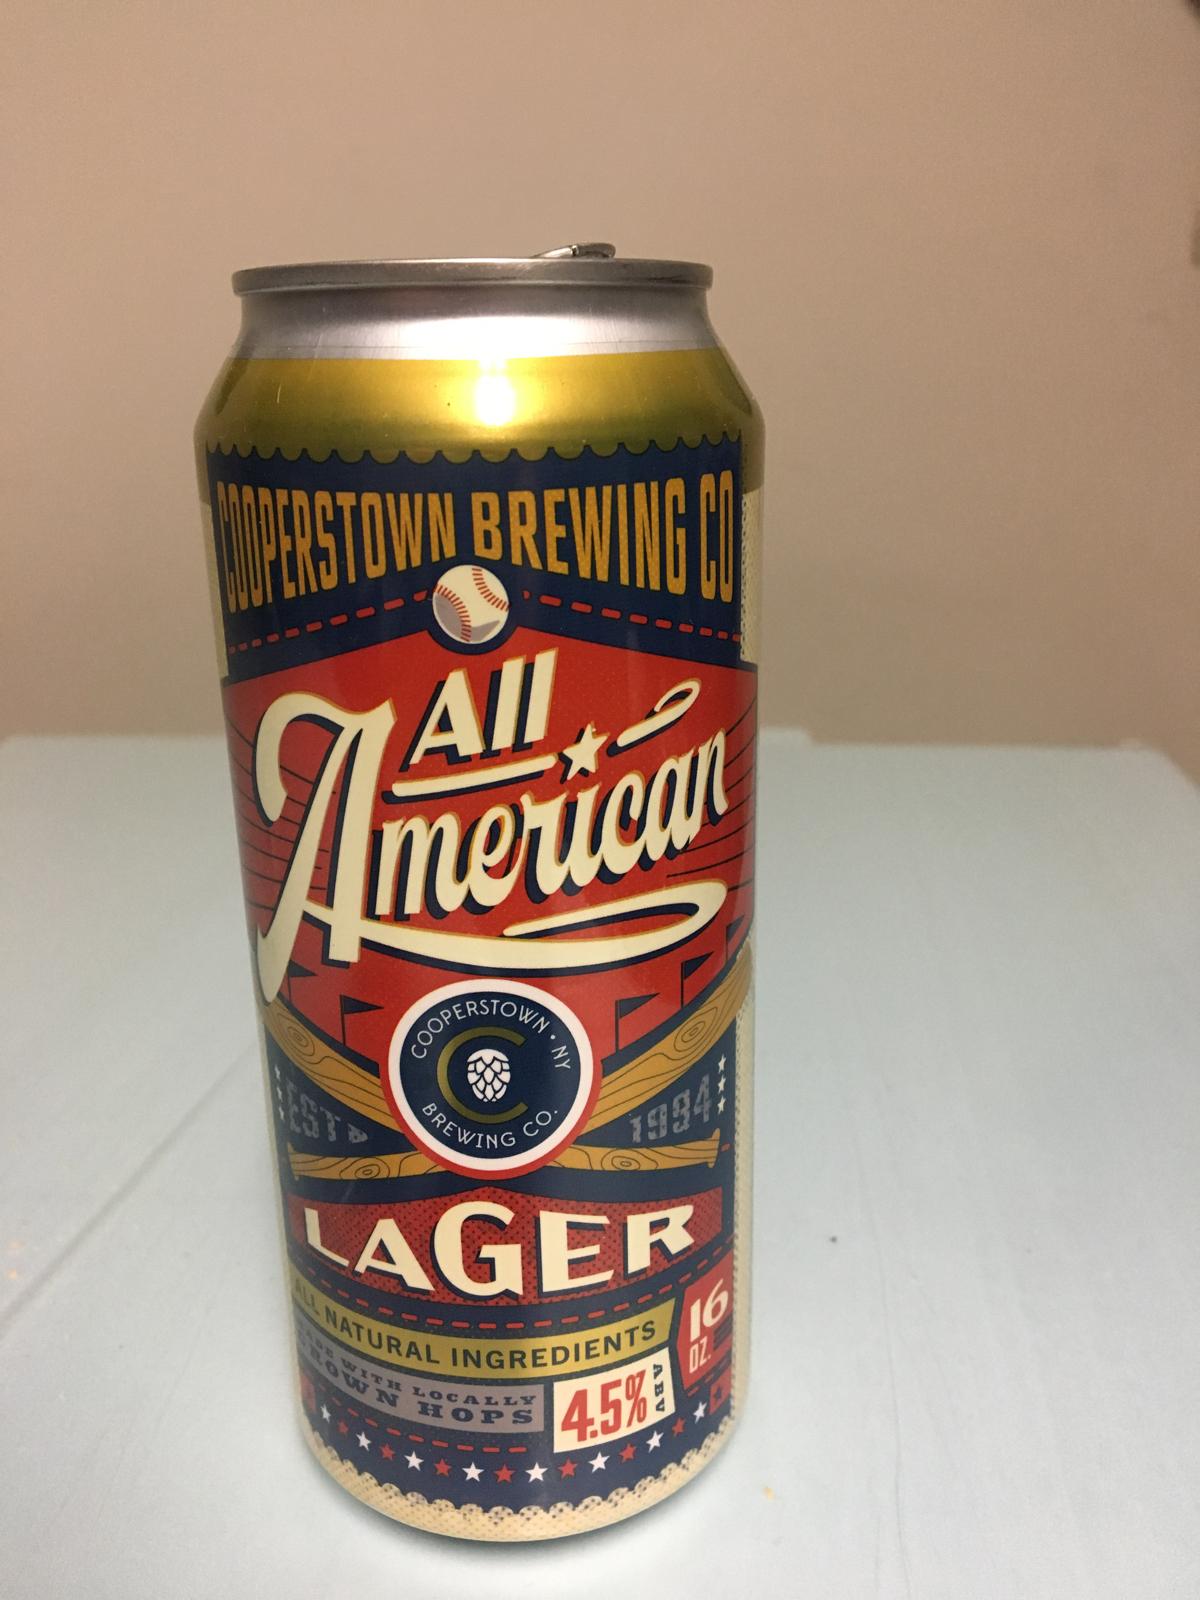 COOPERSTOWN BREWING CO
All
American
COOPERSTOWN • NY
BREWING CO.
C
ESTD
1994
LAGER
ALL NATURAL INGREDIENTS
16
OZ.
MADE WITH LOCALLY
GROWN HOPS
4.5%
ABV